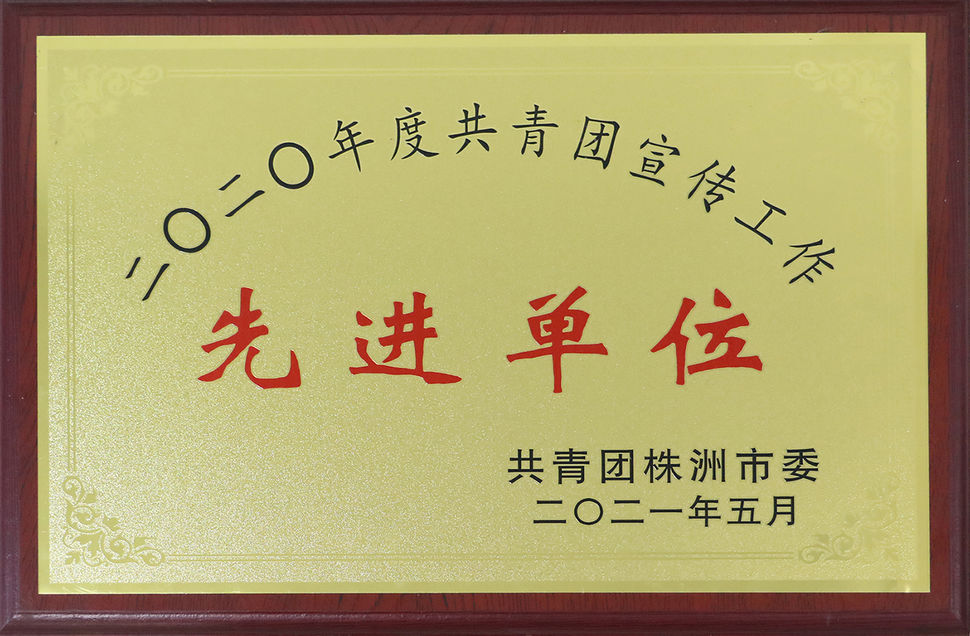 二〇二〇年度共青团宣传工作
先进单位
共青团株洲市委
二〇二一年五月